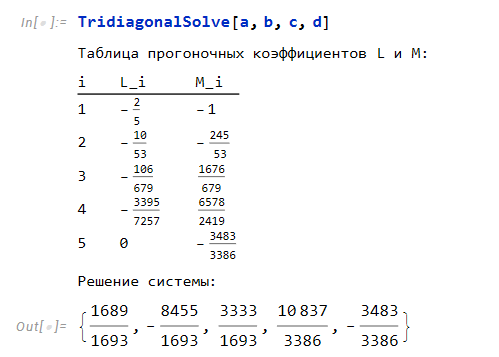 In[ ]:= TridiagonalSolve[a, b, c, d]
Таблица прогоночных коэффициентов L и M:
i L_i M_i
1 -2/5 -1
2 -10/53 -245/53
3 -106/679 1676/679
4 -3395/7257 6578/2419
5 0 -3483/3386
Решение системы:
Out[ ]= {1689/1693, -8455/1693, 3333/1693, 10837/3386, -3483/3386}